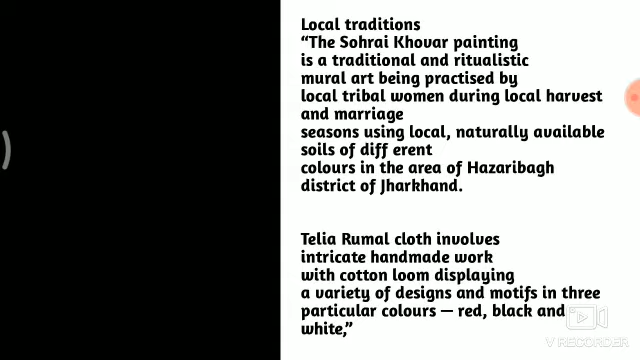 Local traditions
“The Sohrai Khovar painting
is a traditional and ritualistic
mural art being practised by
local tribal women during local harvest
and marriage
seasons using local, naturally available
soils of diff erent
colours in the area of Hazaribagh
district of Jharkhand.
Telia Rumal cloth involves
intricate handmade work
with cotton loom displaying
a variety of designs and motifs in three
particular colours — red, black and
white,”
V RECORDER